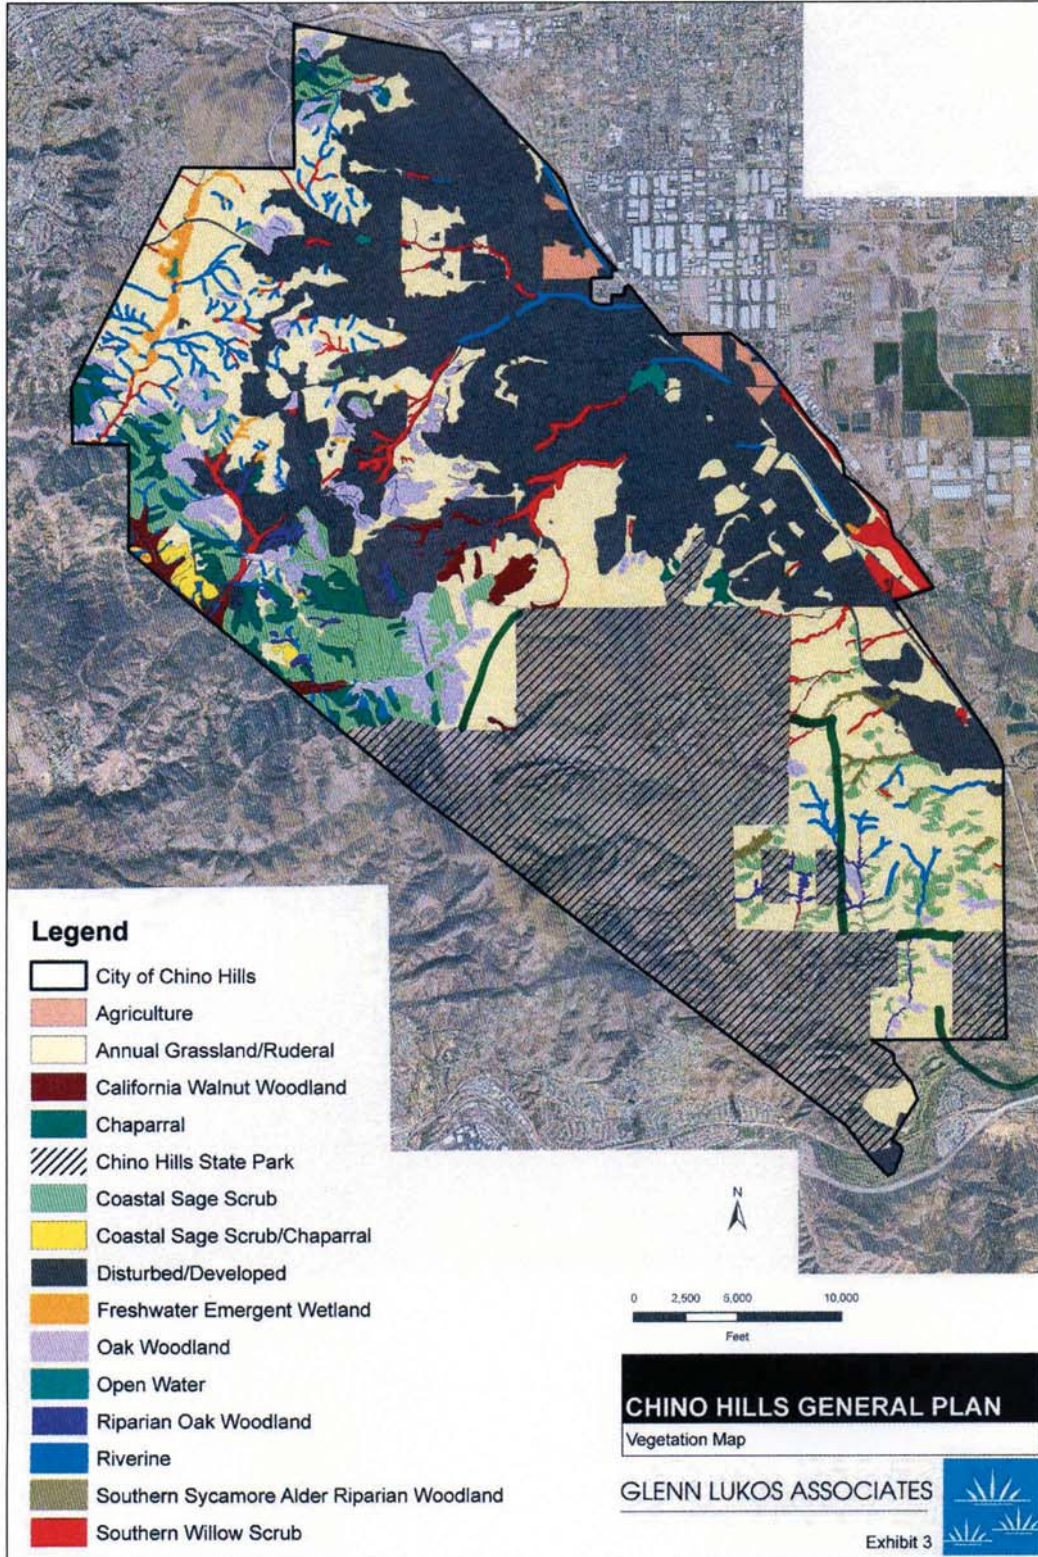 Legend
City of Chino Hills
Agriculture
Annual Grassland/Ruderal
California Walnut Woodland
Chaparral
Chino Hills State Park
Coastal Sage Scrub
Coastal Sage Scrub/Chaparral
Disturbed/Developed
Freshwater Emergent Wetland
Oak Woodland
Open Water
Riparian Oak Woodland
Riverine
Southern Sycamore Alder Riparian Woodland
Southern Willow Scrub
N
0 2,500 5,000 10,000
Feet
CHINO HILLS GENERAL PLAN
Vegetation Map
GLENN LUKOS ASSOCIATES
Exhibit 3